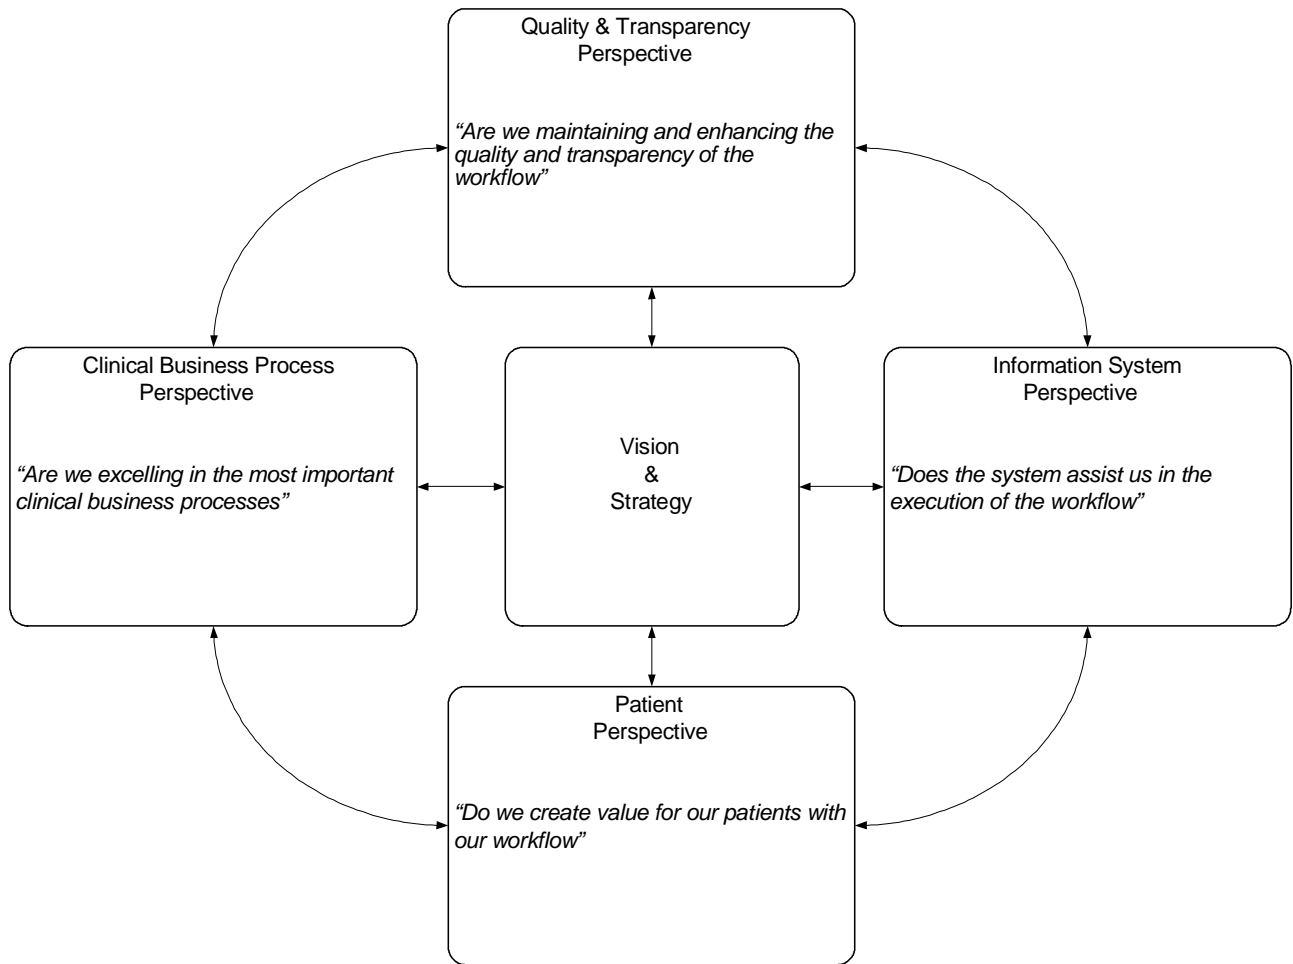 Quality & Transparency
Perspective
“Are we maintaining and enhancing the
quality and transparency of the
workflow”
Clinical Business Process
Perspective
“Are we excelling in the most important
clinical business processes”
Vision
&
Strategy
Information System
Perspective
“Does the system assist us in the
execution of the workflow”
Patient
Perspective
“Do we create value for our patients with
our workflow”